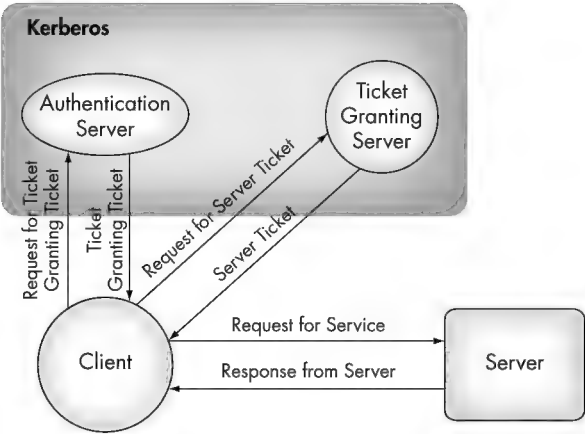 Kerberos
Authentication
Server
Ticket
Granting
Server
Request for Ticket
Granting Ticket
Ticket
Granting Ticket
Request for Server Ticket
Server Ticket
Client
Request for Service
Response from Server
Server